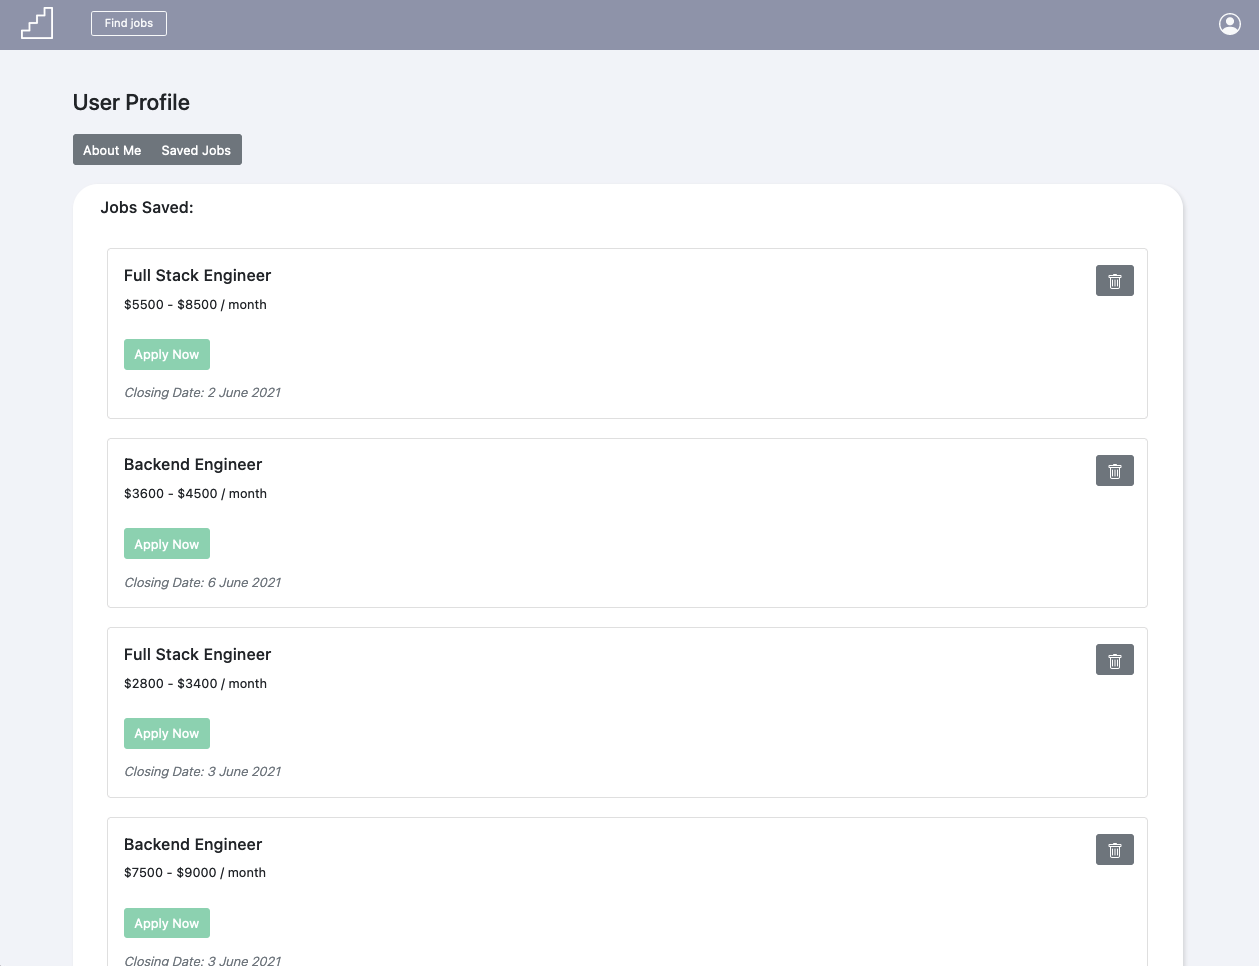 Find jobs
User Profile
About Me Saved Jobs
Jobs Saved:
Full Stack Engineer
$5500 - $8500 / month
Apply Now
Closing Date: 2 June 2021
Backend Engineer
$3600 - $4500 / month
Apply Now
Closing Date: 6 June 2021
Full Stack Engineer
$2800 - $3400 / month
Apply Now
Closing Date: 3 June 2021
Backend Engineer
$7500 - $9000 / month
Apply Now
Closing Date: 3 June 2021